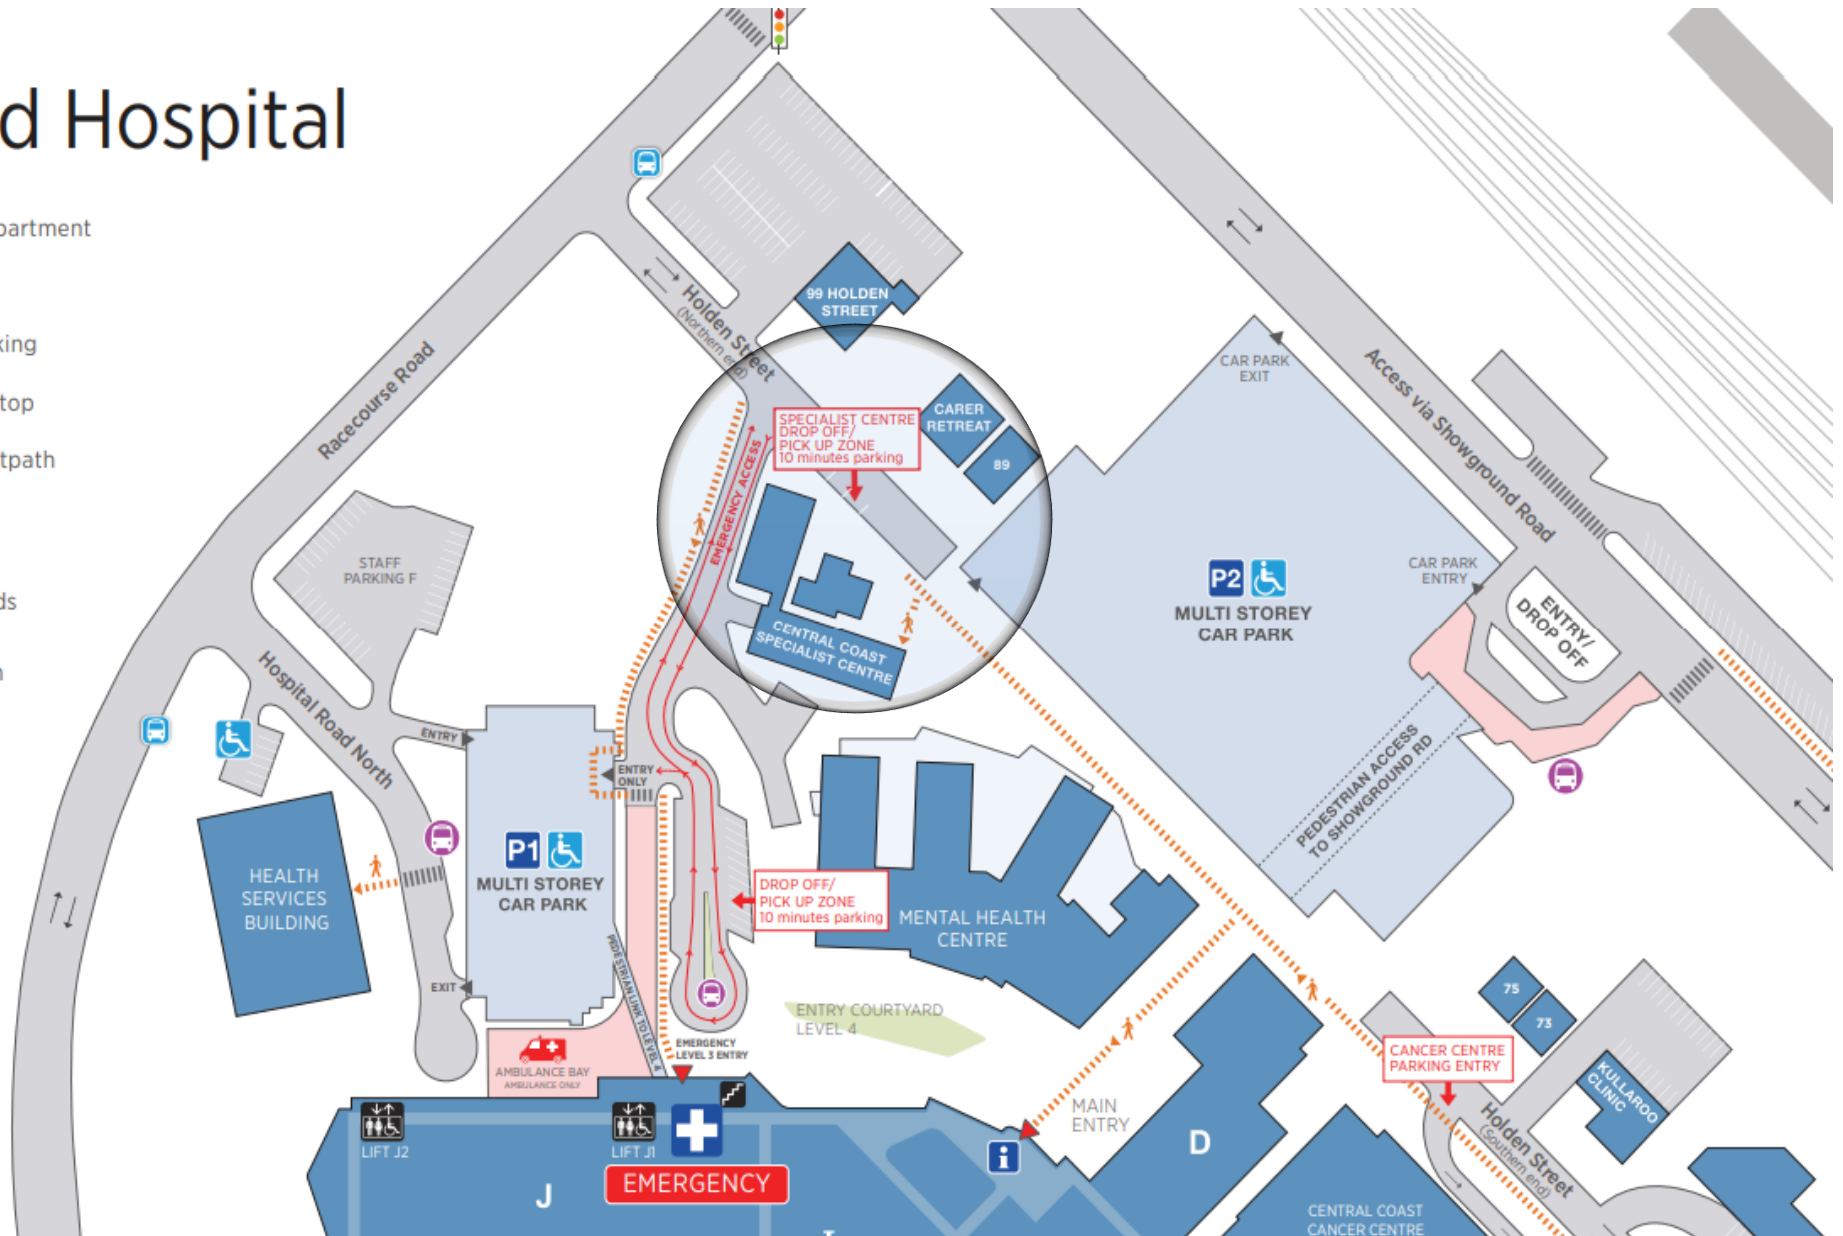 d Hospital
partment
king
top
tpath
ds
n
Racecourse Road
Holden Street
(Northern end)
99 HOLDEN
STREET
CARER
RETREAT
89
SPECIALIST CENTRE
DROP OFF/
PICK UP ZONE
10 minutes parking
EMERGENCY ACCESS
CENTRAL COAST
SPECIALIST CENTRE
CAR PARK
EXIT
Access via Showground Road
CAR PARK
ENTRY
ENTRY/
DROP OFF
P2
MULTI STOREY
CAR PARK
PEDESTRIAN ACCESS
TO SHOWGROUND RD
STAFF
PARKING F
Hospital Road North
ENTRY
ENTRY
ONLY
P1
MULTI STOREY
CAR PARK
HEALTH
SERVICES
BUILDING
EXIT
DROP OFF/
PICK UP ZONE
10 minutes parking
MENTAL HEALTH
CENTRE
PEDESTRIAN LINK TO LEVEL 4
ENTRY COURTYARD
LEVEL 4
EMERGENCY
LEVEL 3 ENTRY
AMBULANCE BAY
AMBULANCE ONLY
75
73
CANCER CENTRE
PARKING ENTRY
KULLAROO
CLINIC
Holden Street
(Southern end)
MAIN
ENTRY
LIFT J2
LIFT J1
EMERGENCY
i
D
J
CENTRAL COAST
CANCER CENTRE